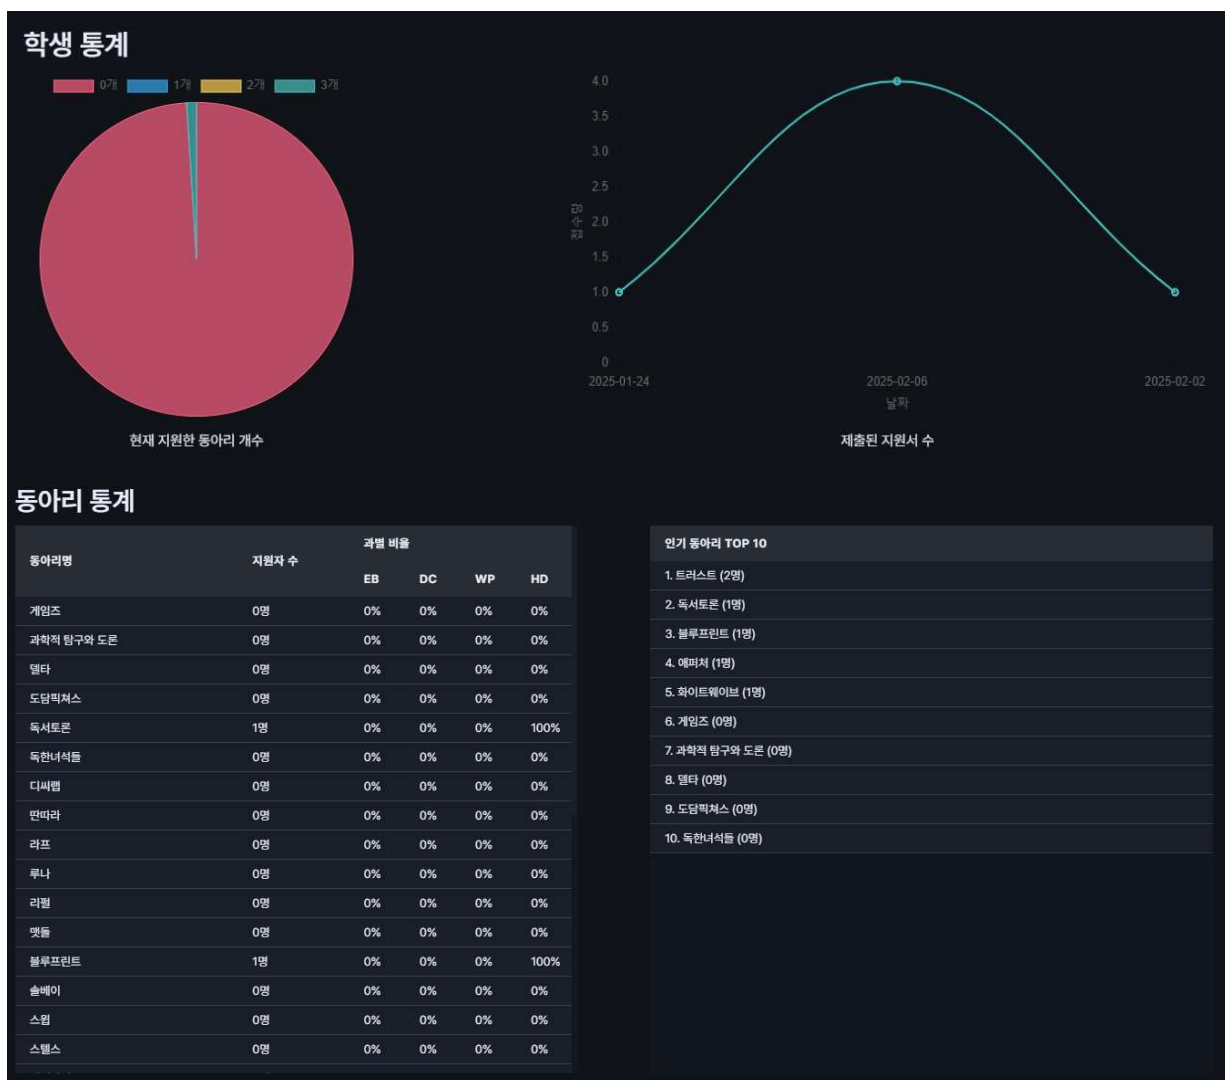 학생 통계
0개 1개 2개 3개
현재 지원한 동아리 개수
4.0
3.5
3.0
2.5
2.0
1.5
1.0
0.5
0
접수량
2025-01-24 2025-02-06 2025-02-02
날짜
제출된 지원서 수
동아리 통계
동아리명 지원자 수 과별 비율
EB DC WP HD
게임즈 0명 0% 0% 0% 0%
과학적 탐구와 도론 0명 0% 0% 0% 0%
델타 0명 0% 0% 0% 0%
도담픽쳐스 0명 0% 0% 0% 0%
독서토론 1명 0% 0% 0% 100%
독한녀석들 0명 0% 0% 0% 0%
디씨랩 0명 0% 0% 0% 0%
딴따라 0명 0% 0% 0% 0%
라프 0명 0% 0% 0% 0%
루나 0명 0% 0% 0% 0%
리펄 0명 0% 0% 0% 0%
맷돌 0명 0% 0% 0% 0%
블루프린트 1명 0% 0% 0% 100%
솔베이 0명 0% 0% 0% 0%
스윕 0명 0% 0% 0% 0%
스텔스 0명 0% 0% 0% 0%
인기 동아리 TOP 10
1. 트러스트 (2명)
2. 독서토론 (1명)
3. 블루프린트 (1명)
4. 애퍼처 (1명)
5. 화이트웨이브 (1명)
6. 게임즈 (0명)
7. 과학적 탐구와 도론 (0명)
8. 델타 (0명)
9. 도담픽쳐스 (0명)
10. 독한녀석들 (0명)